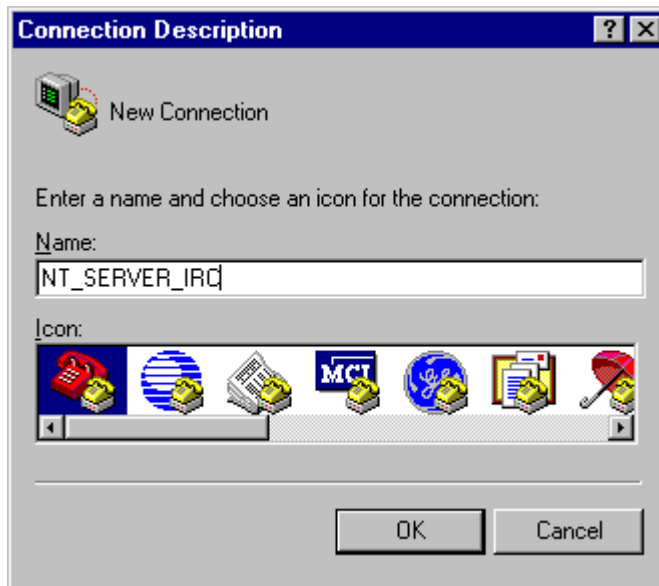 Connection Description
New Connection
Enter a name and choose an icon for the connection:
Name:
NT_SERVER_IRC
Icon:
MCI
OK Cancel